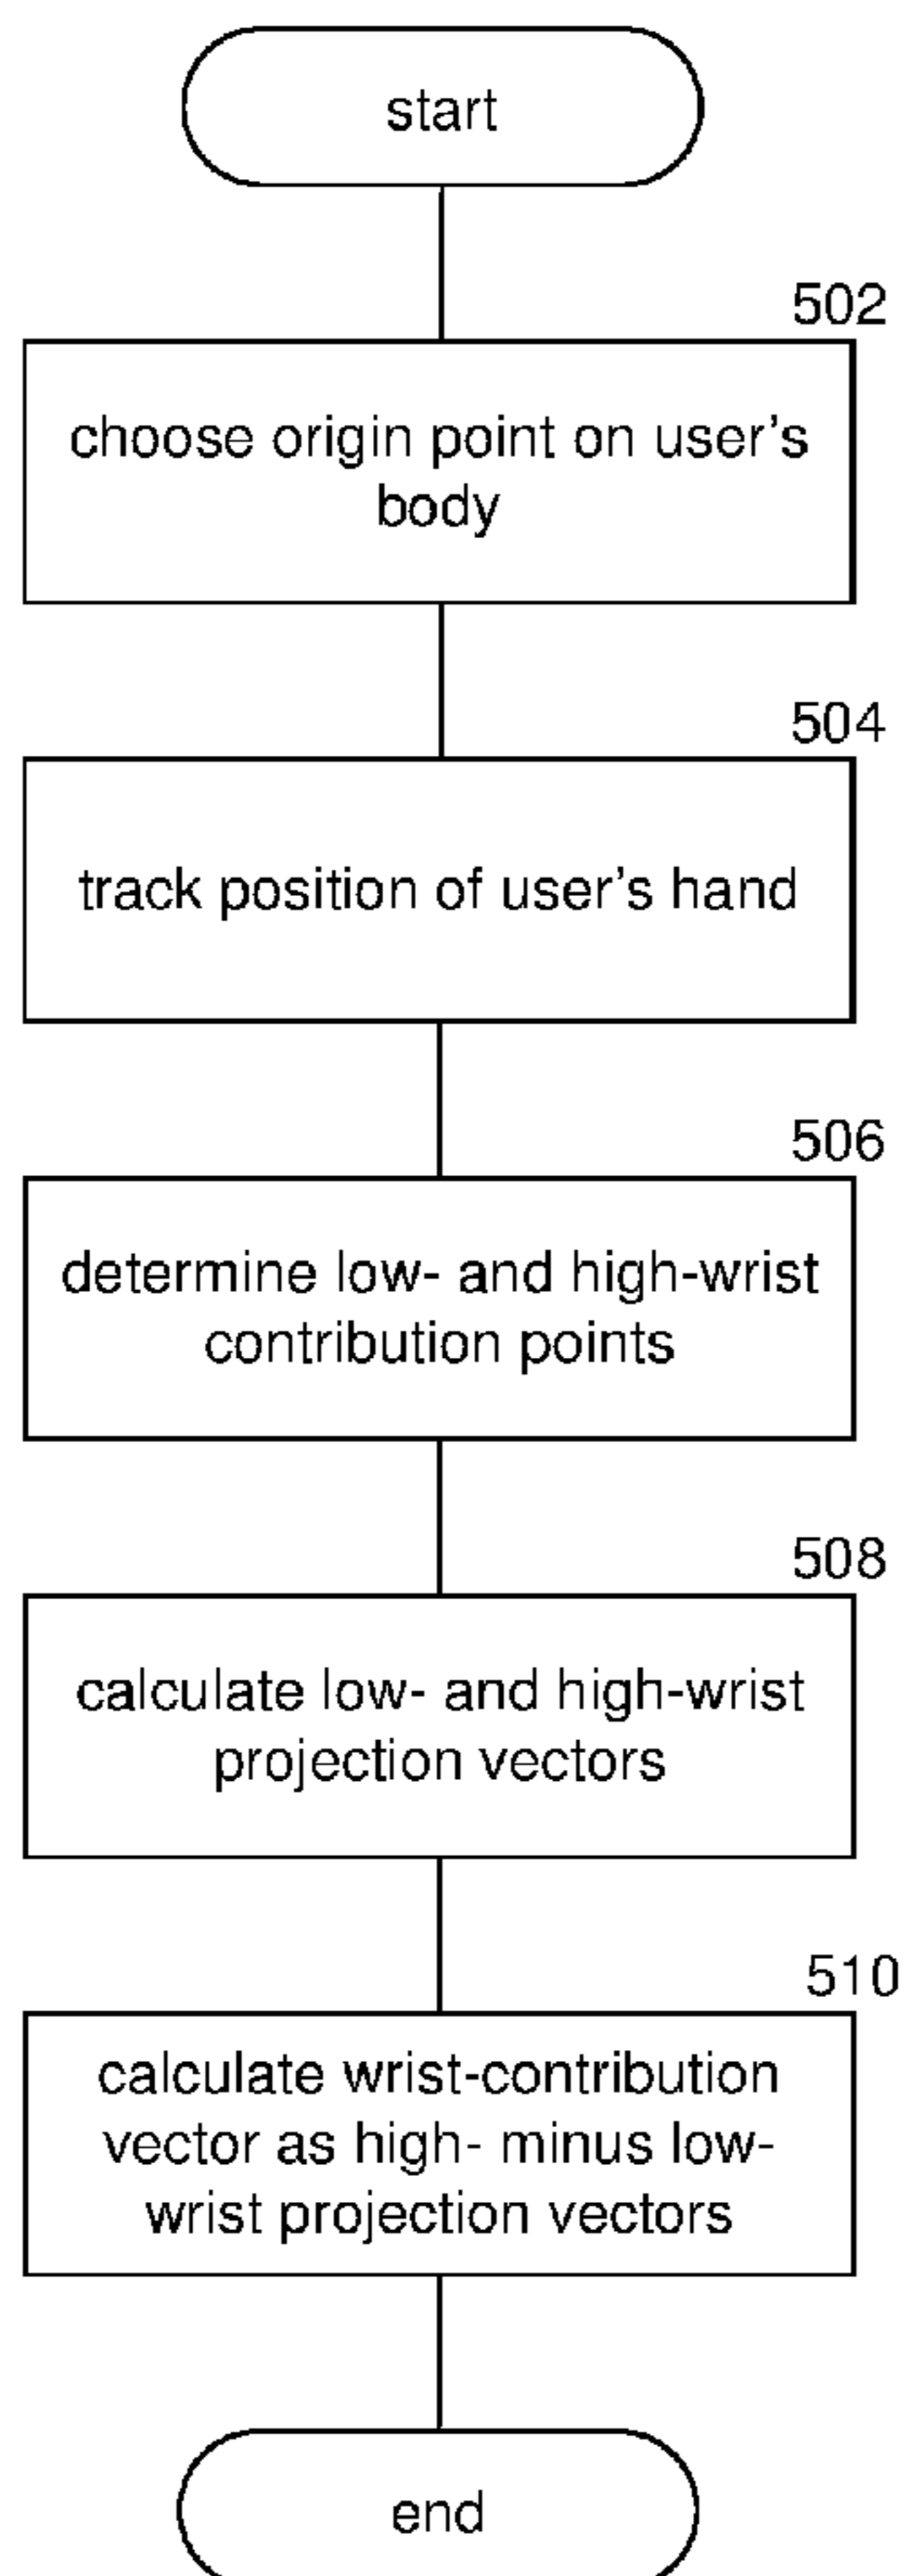 start
502
choose origin point on user's
body
504
track position of user's hand
506
determine low- and high-wrist
contribution points
508
calculate low- and high-wrist
projection vectors
510
calculate wrist-contribution
vector as high- minus low-
wrist projection vectors
end